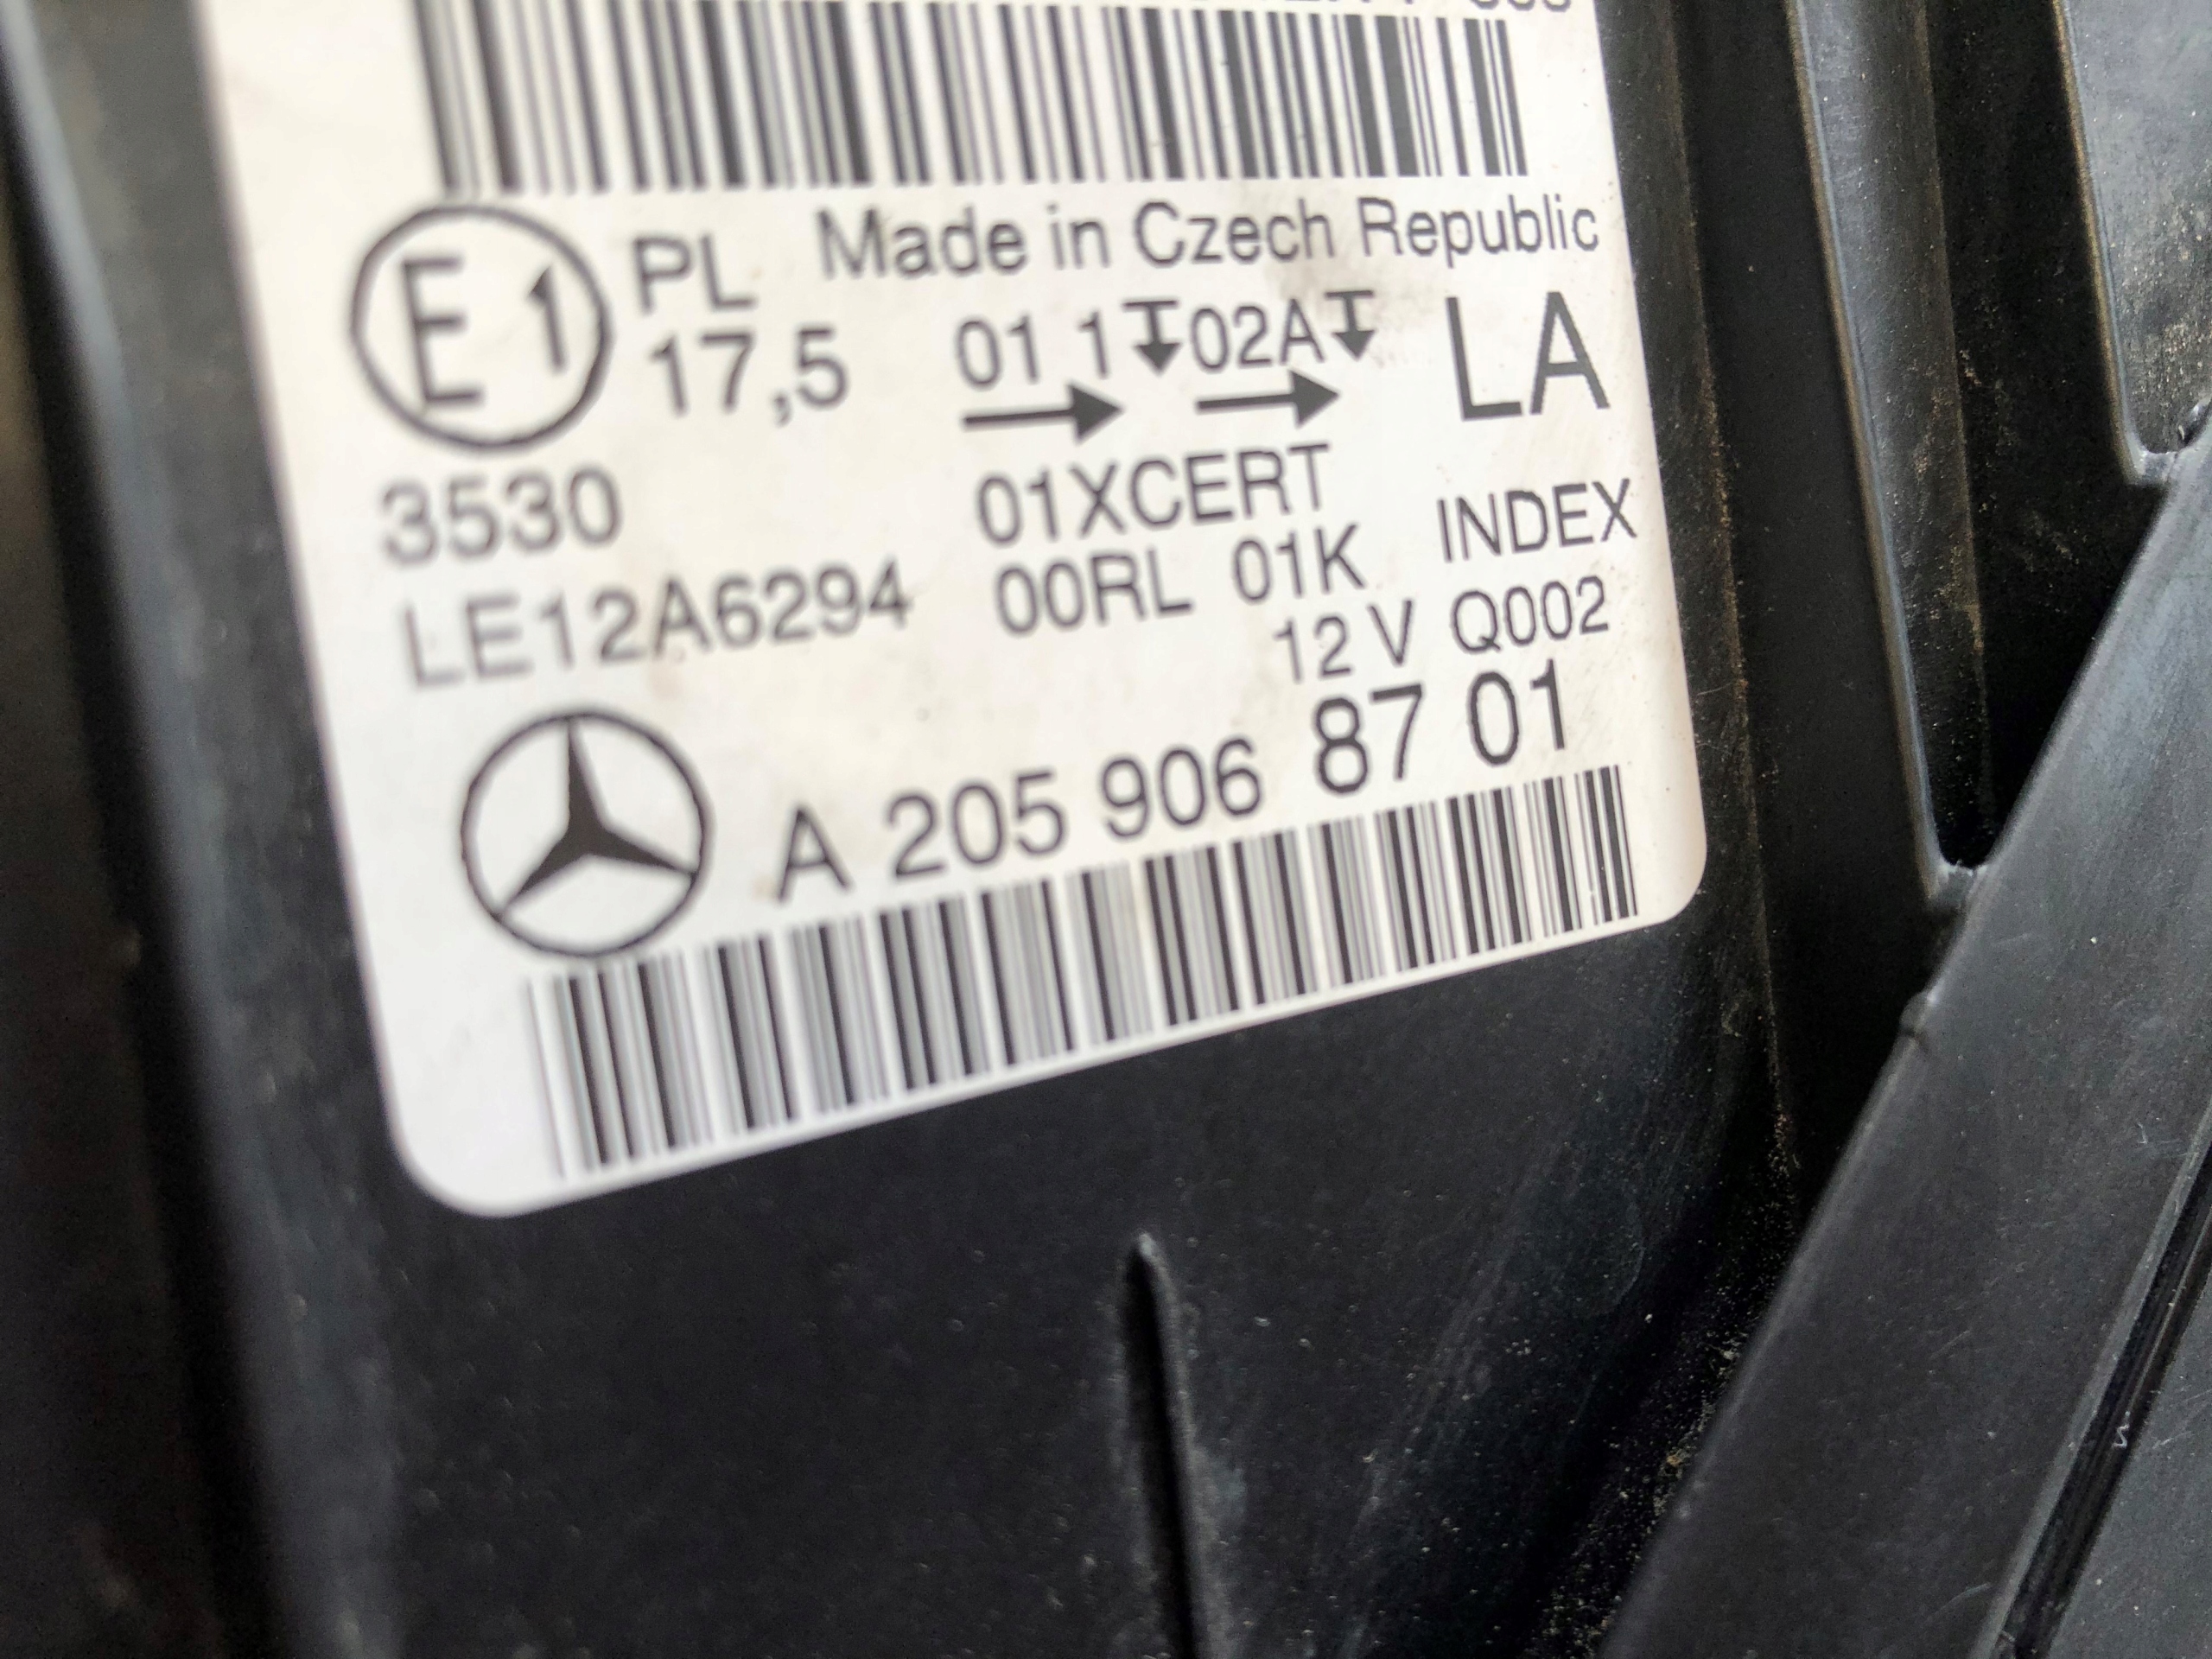 E1
PL Made in Czech Republic
17,5 01 1 02A LA
3530 01XCERT
LE12A6294 00RL 01K INDEX
12 V Q002
A 205 906 87 01